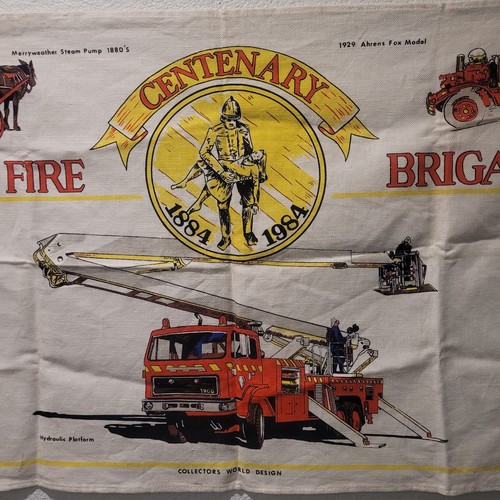 Merryweather Steam Pump 1880's
1929 Ahrens Fox Model
CENTENARY
FIRE
BRIGA
1884 1984
Hydraulic Platform
COLLECTORS WORLD DESIGN